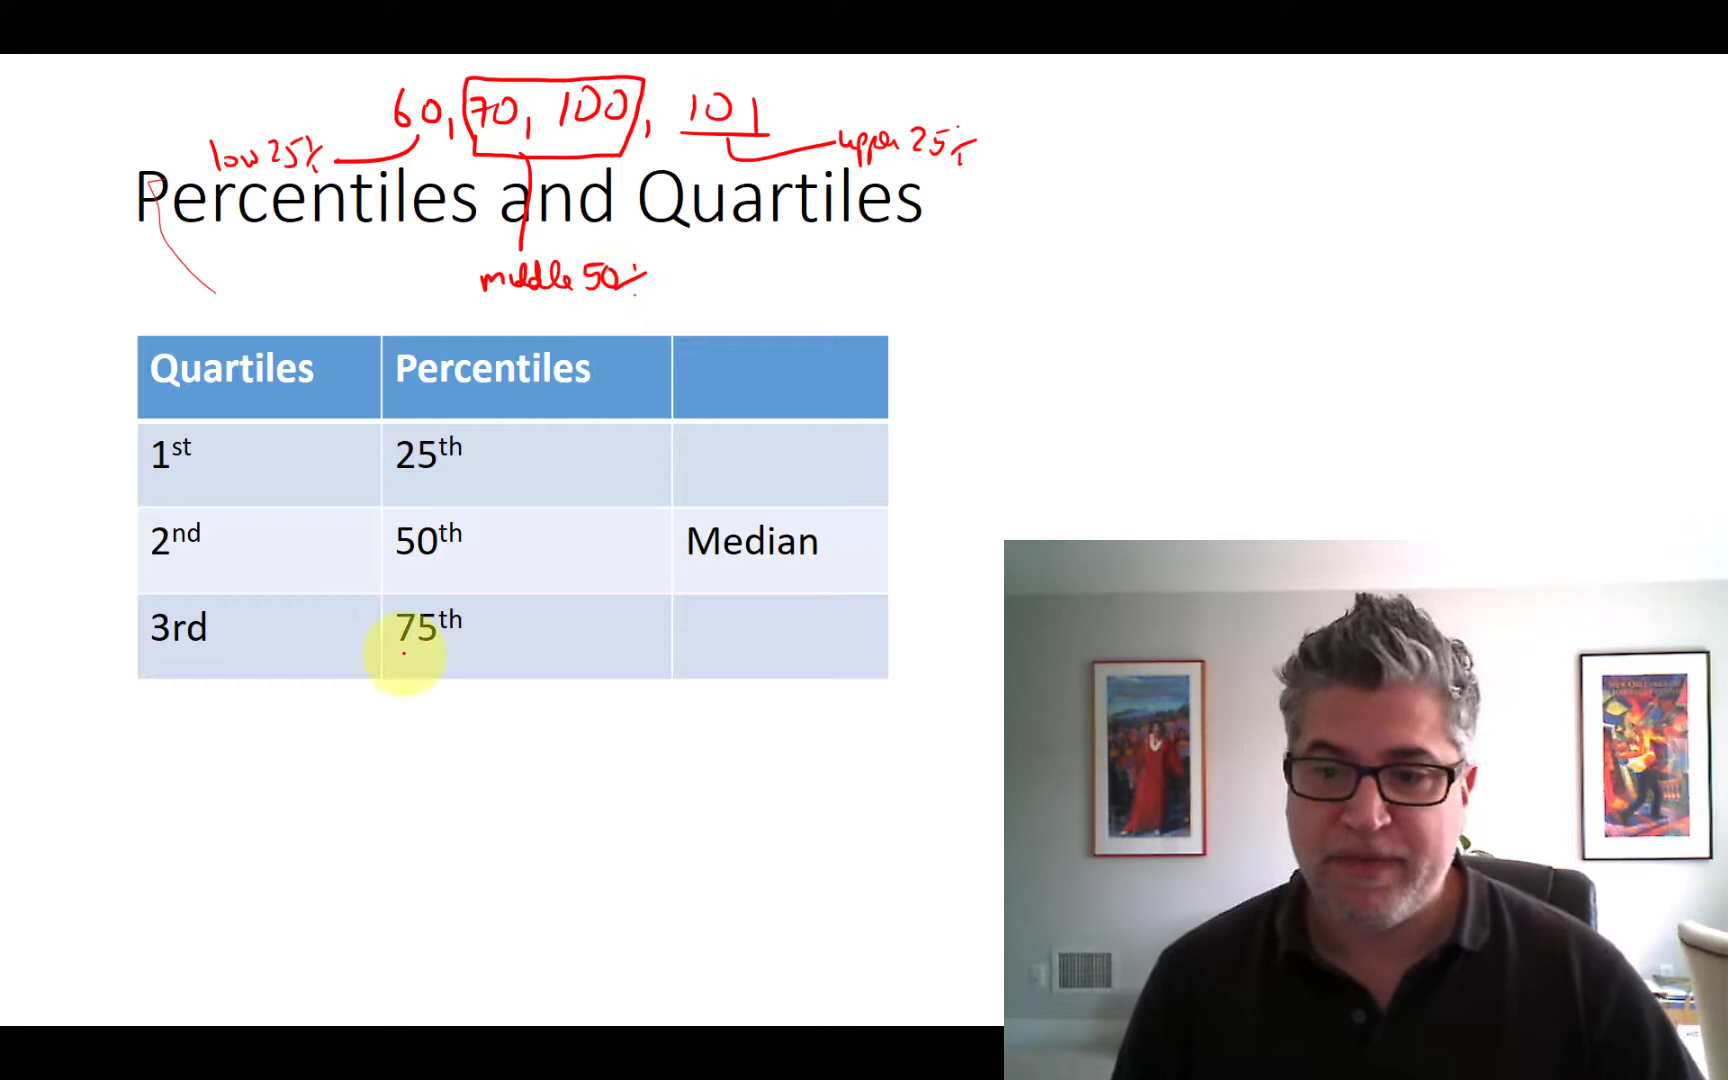 60, 70, 100, 101
low 25%
upper 25%
Percentiles and Quartiles
middle 50%
Quartiles Percentiles
1st 25th
2nd 50th Median
3rd 75th